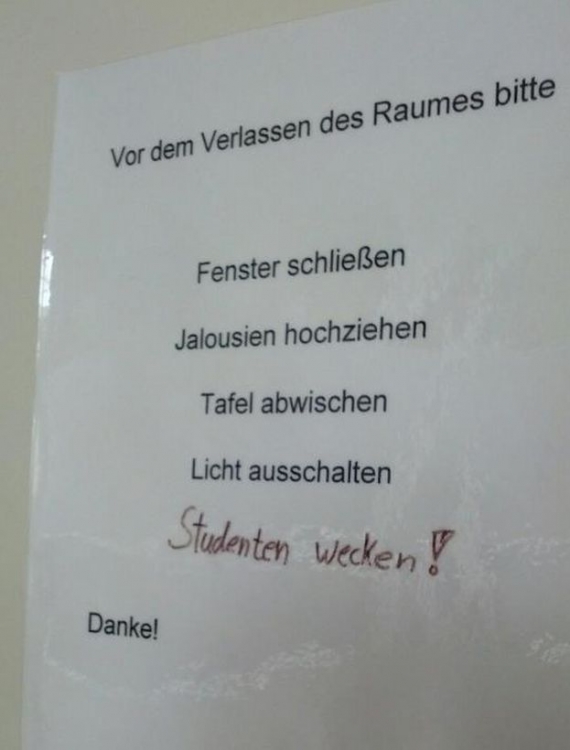 Vor dem Verlassen des Raumes bitte
Fenster schließen
Jalousien hochziehen
Tafel abwischen
Licht ausschalten
Studenten wecken!
Danke!